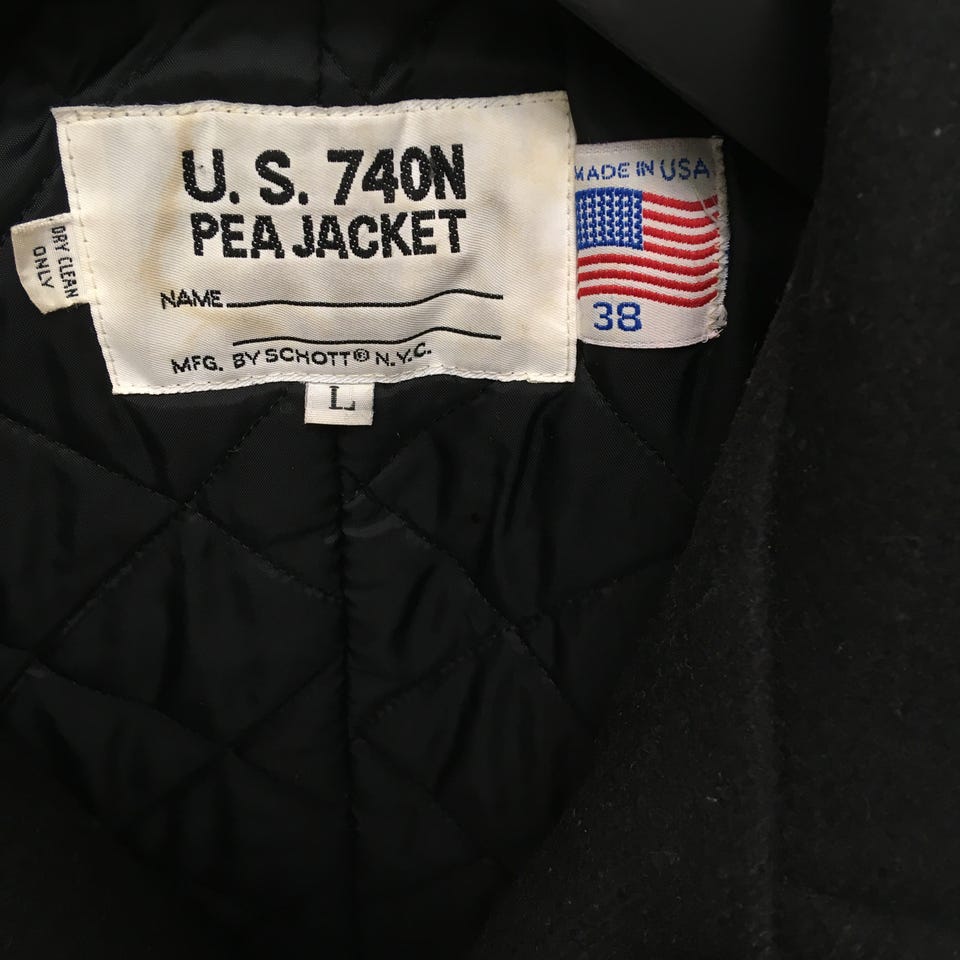 U. S. 740N
PEA JACKET
NAME
MFG. BY SCHOTT® N.Y.C.
DRY CLEAN
ONLY
MADE IN USA
38
L